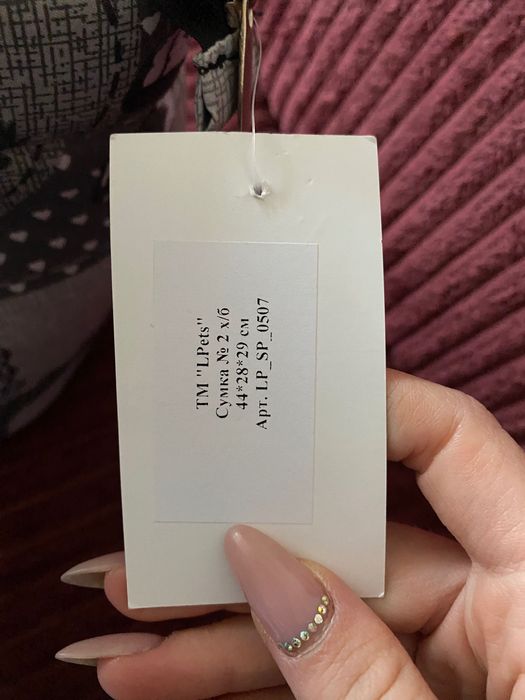 ТМ "LPets"
Сумка № 2 х/б
44*28*29 см
Арт. LP_SP_0507